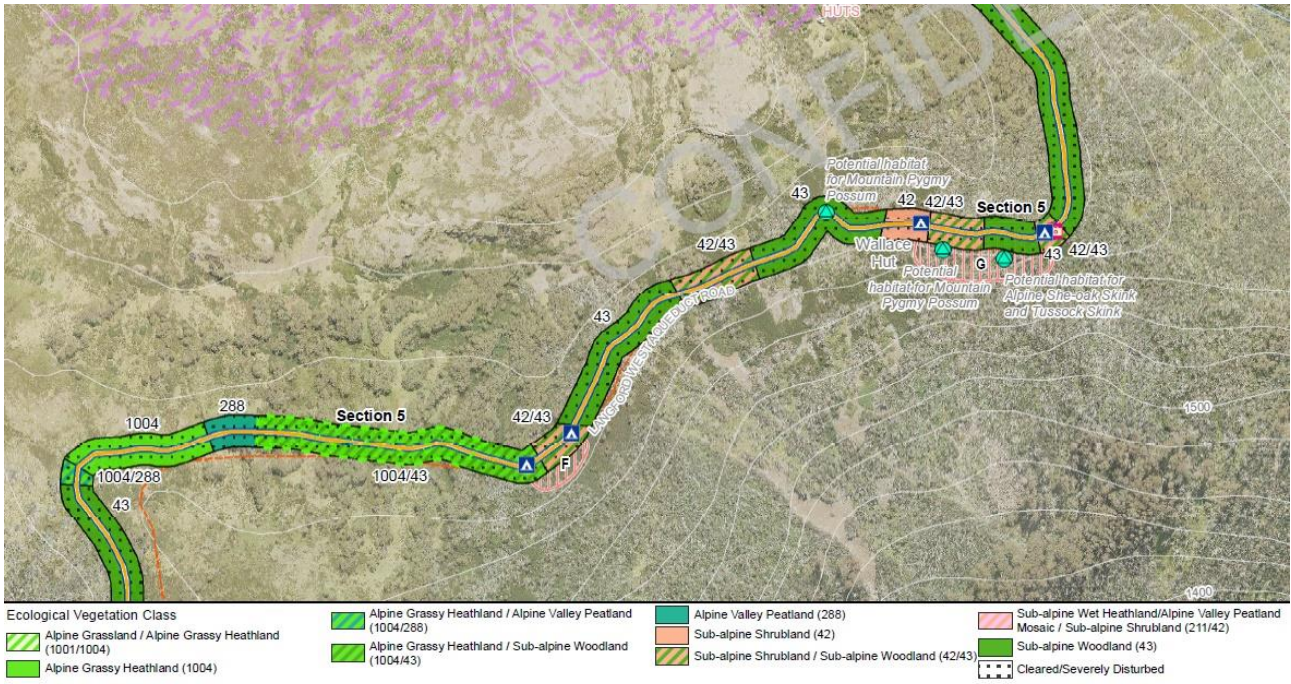 HUTS
CONFIDE
Potential habitat
for Mountain Pygmy
Possum
43
42
42/43
Section 5
42/43
Wallace
Hut
G
43
42/43
Potential
habitat for Mountain
Pygmy Possum
Potential habitat for
Alpine She-oak Skink
and Tussock Skink
43
LANGFORD WEST AQUEDUCT ROAD
1500
288
1004
Section 5
42/43
F
1004/288
1004/43
43
1400
Ecological Vegetation Class
Alpine Grassland / Alpine Grassy Heathland
(1001/1004)
Alpine Grassy Heathland (1004)
Alpine Grassy Heathland / Alpine Valley Peatland
(1004/288)
Alpine Grassy Heathland / Sub-alpine Woodland
(1004/43)
Alpine Valley Peatland (288)
Sub-alpine Shrubland (42)
Sub-alpine Shrubland / Sub-alpine Woodland (42/43)
Sub-alpine Wet Heathland/Alpine Valley Peatland
Mosaic / Sub-alpine Shrubland (211/42)
Sub-alpine Woodland (43)
Cleared/Severely Disturbed